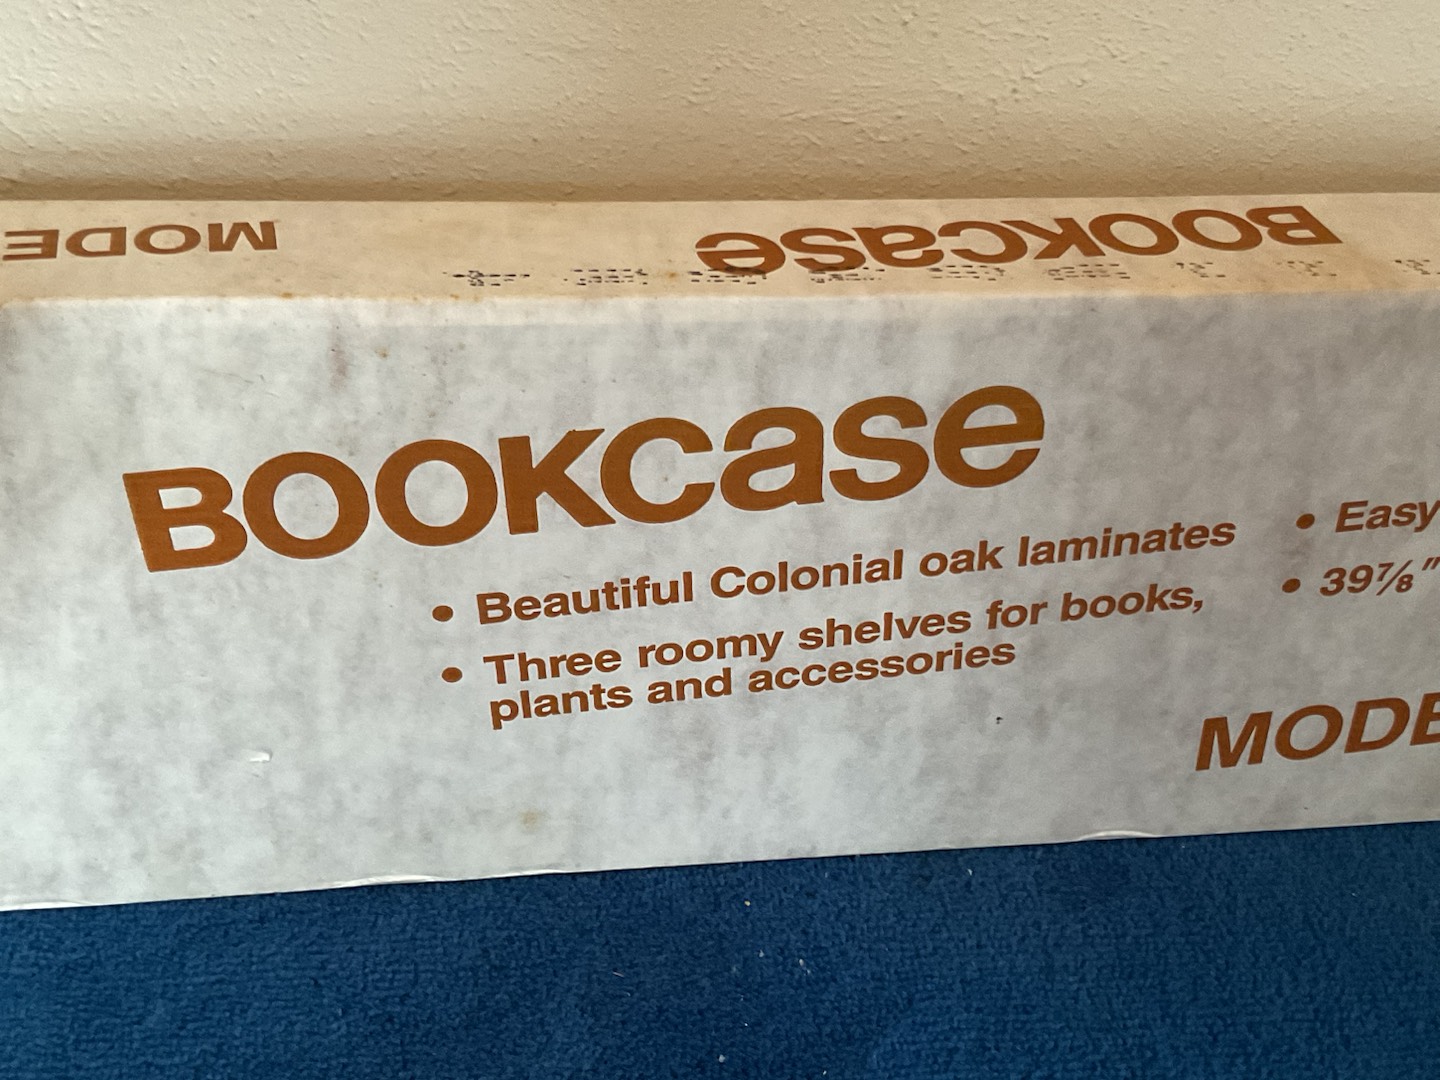 MODE
BOOKcase
BOOKcase
• Beautiful Colonial oak laminates
• Three roomy shelves for books,
plants and accessories
• Easy
• 39⅞"
MODE